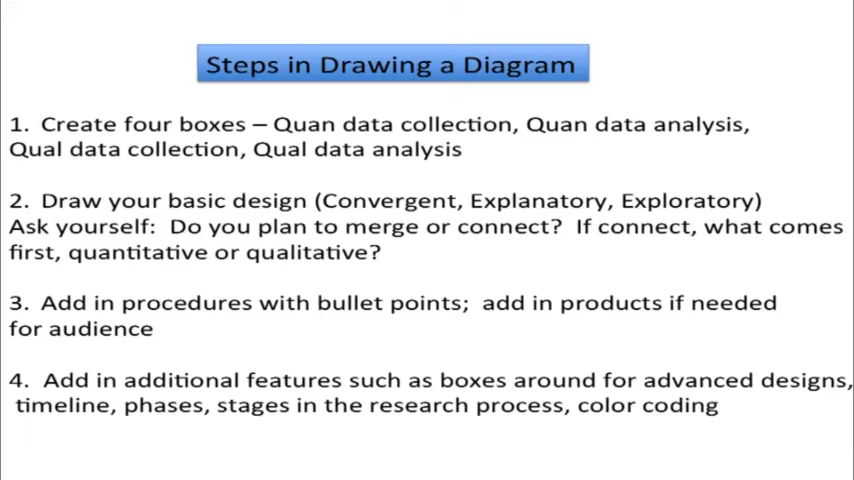 Steps in Drawing a Diagram
1. Create four boxes – Quan data collection, Quan data analysis,
Qual data collection, Qual data analysis
2. Draw your basic design (Convergent, Explanatory, Exploratory)
Ask yourself: Do you plan to merge or connect? If connect, what comes
first, quantitative or qualitative?
3. Add in procedures with bullet points; add in products if needed
for audience
4. Add in additional features such as boxes around for advanced designs,
timeline, phases, stages in the research process, color coding